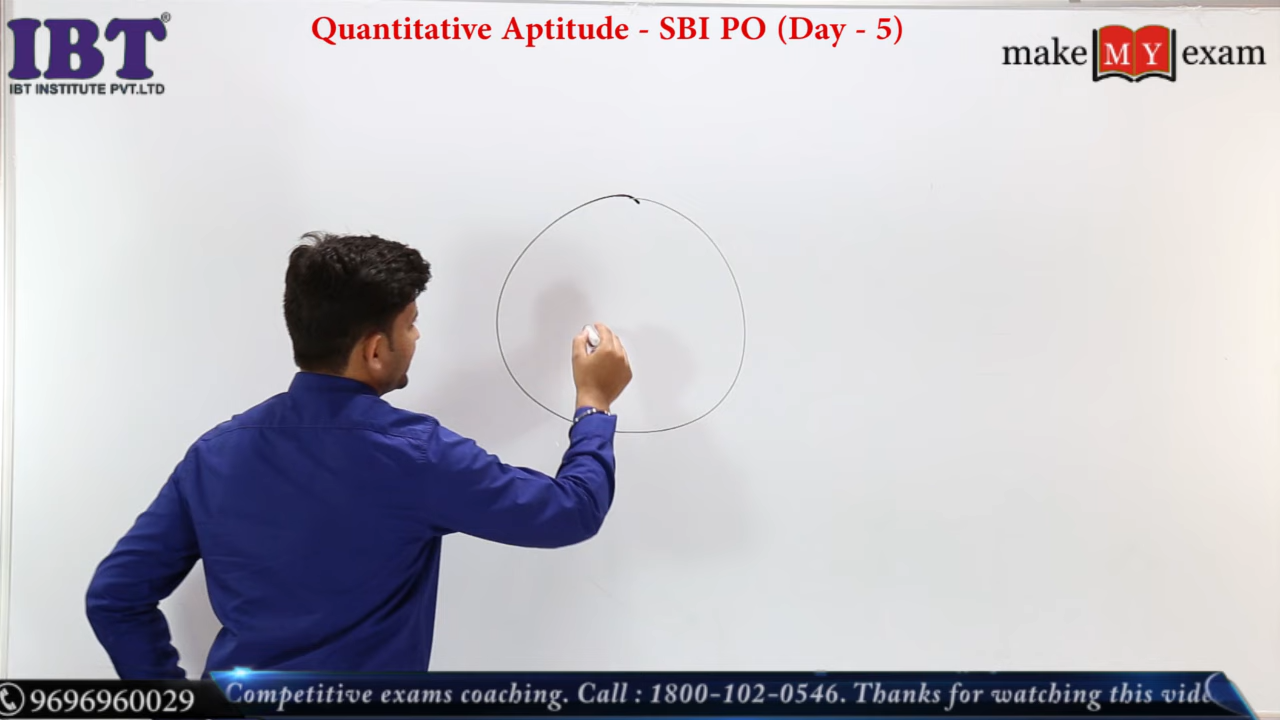 Quantitative Aptitude - SBI PO (Day - 5)
IBT®
IBT INSTITUTE PVT.LTD
make MY exam
9696960029
Competitive exams coaching. Call : 1800-102-0546. Thanks for watching this